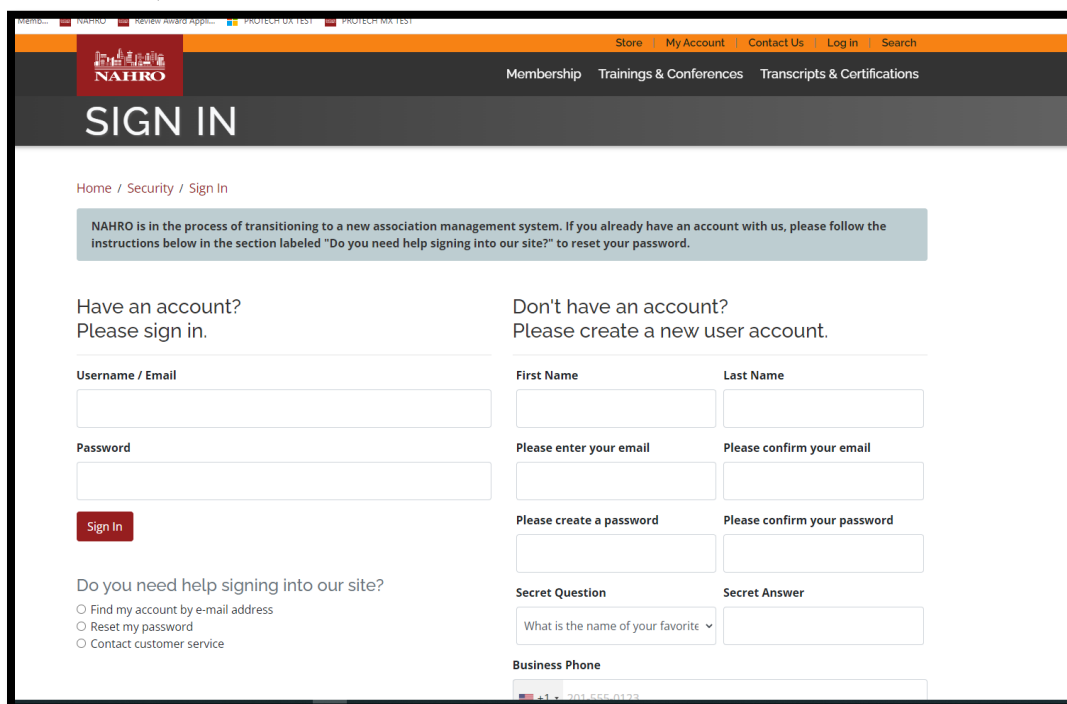 Memb... NAHRO Review Award Appli... PROTECH UX TEST PROTECH MX TEST
Store | My Account | Contact Us | Log in | Search
NAHRO
Membership Trainings & Conferences Transcripts & Certifications
SIGN IN
Home / Security / Sign In
NAHRO is in the process of transitioning to a new association management system. If you already have an account with us, please follow the
instructions below in the section labeled "Do you need help signing into our site?" to reset your password.
Have an account?
Please sign in.
Username / Email
Password
Sign In
Do you need help signing into our site?
Find my account by e-mail address
Reset my password
Contact customer service
Don't have an account?
Please create a new user account.
First Name Last Name
Please enter your email Please confirm your email
Please create a password Please confirm your password
Secret Question Secret Answer
What is the name of your favorite
Business Phone
+1 201-555-0123